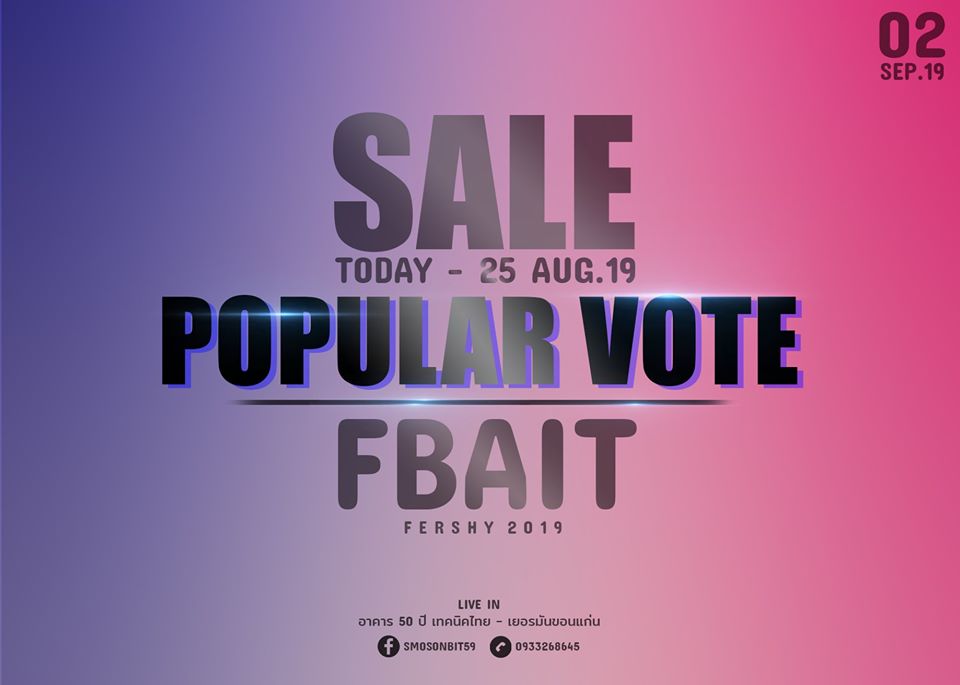 02
SEP.19
SALE
TODAY - 25 AUG.19
POPULAR VOTE
FBAIT
FERSHY 2019
LIVE IN
อาคาร 50 ปี เทคนิคไทย - เยอรมันขอนแก่น
SMOSONBIT59 0933268645